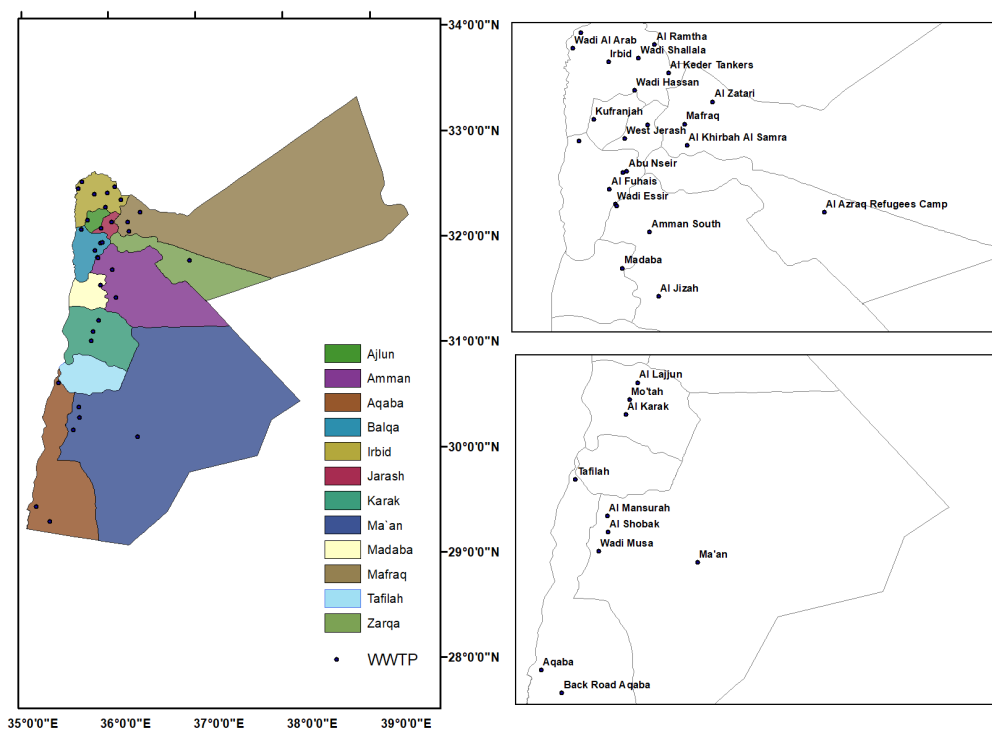 34°0'0"N
33°0'0"N
32°0'0"N
31°0'0"N
30°0'0"N
29°0'0"N
28°0'0"N
35°0'0"E
36°0'0"E
37°0'0"E
38°0'0"E
39°0'0"E
Ajlun
Amman
Aqaba
Balqa
Irbid
Jarash
Karak
Ma`an
Madaba
Mafraq
Tafilah
Zarqa
WWTP
Al Ramtha
Wadi Al Arab
Wadi Shallala
Irbid
Al Keder Tankers
Wadi Hassan
Al Zatari
Kufranjah
Mafraq
West Jerash
Al Khirbah Al Samra
Abu Nseir
Al Fuhais
Wadi Essir
Al Azraq Refugees Camp
Amman South
Madaba
Al Jizah
Al Lajjun
Mo'tah
Al Karak
Tafilah
Al Mansurah
Al Shobak
Wadi Musa
Ma'an
Aqaba
Back Road Aqaba